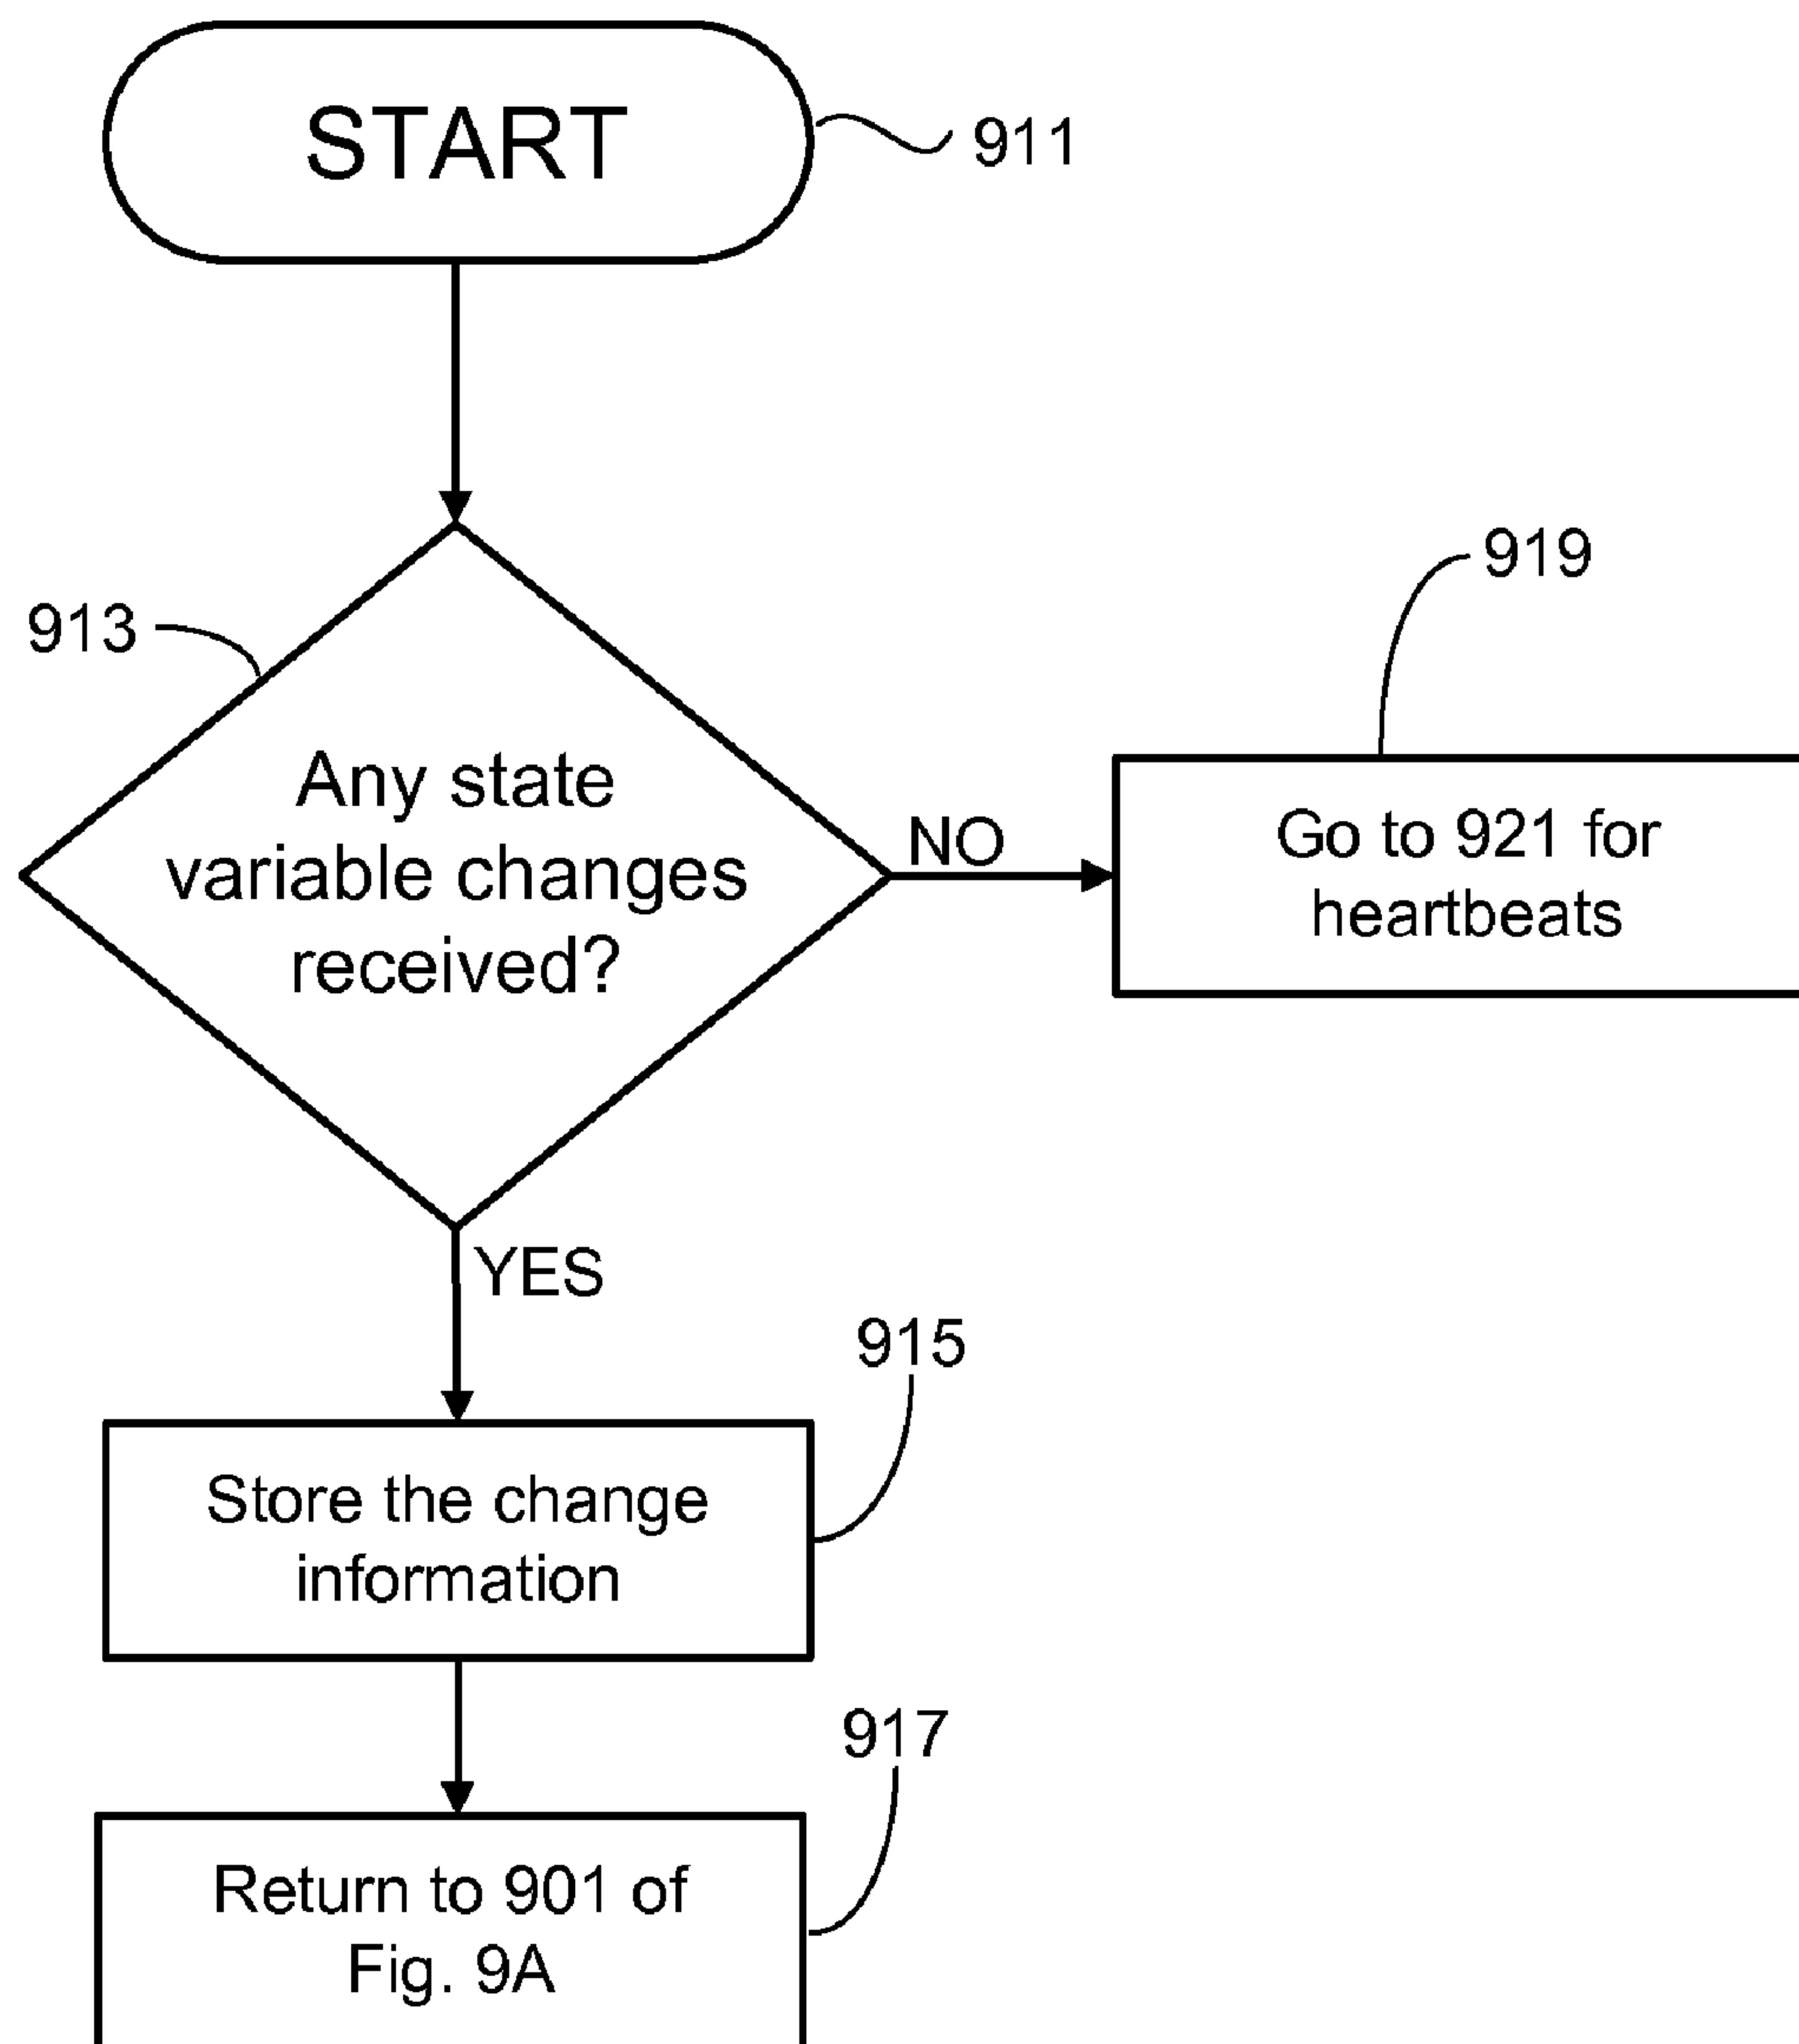 START
911
919
913
Any state
variable changes
received?
NO
Go to 921 for
heartbeats
YES
915
Store the change
information
917
Return to 901 of
Fig. 9A